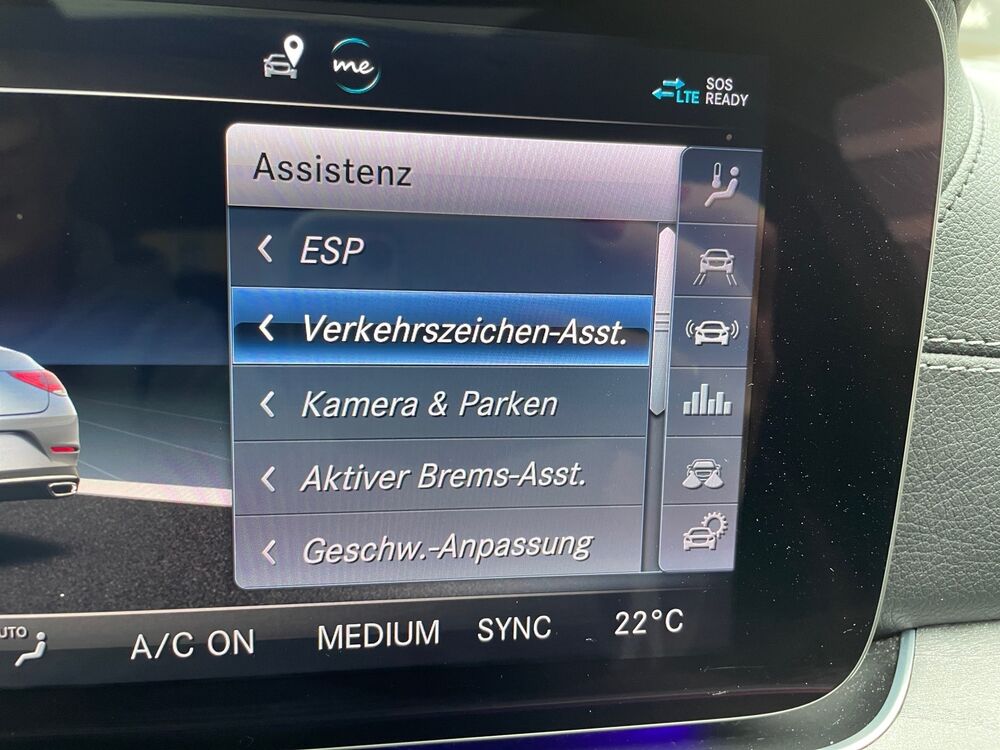 me
LTE
SOS
READY
Assistenz
ESP
Verkehrszeichen-Asst.
Kamera & Parken
Aktiver Brems-Asst.
Geschw.-Anpassung
UTO
A/C ON
MEDIUM
SYNC
22°C